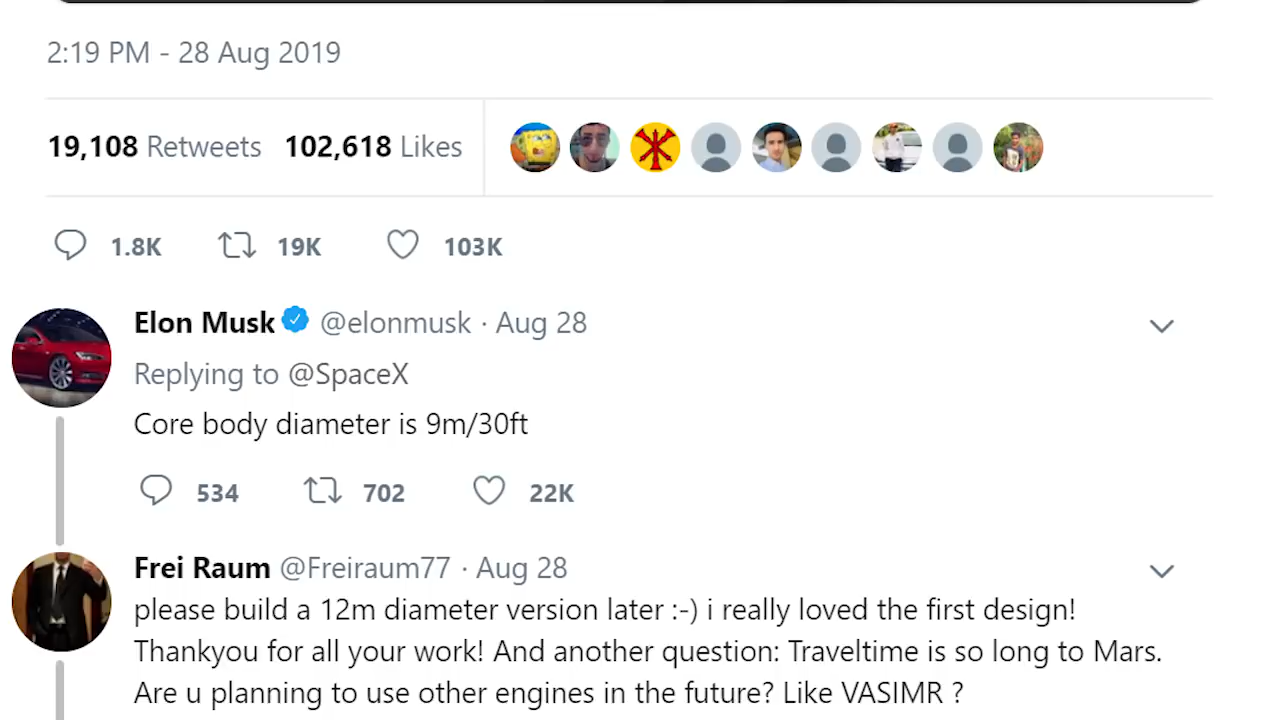 2:19 PM - 28 Aug 2019
19,108 Retweets 102,618 Likes
1.8K 19K 103K
Elon Musk @elonmusk · Aug 28
Replying to @SpaceX
Core body diameter is 9m/30ft
534 702 22K
Frei Raum @Freiraum77 · Aug 28
please build a 12m diameter version later :-) i really loved the first design!
Thankyou for all your work! And another question: Traveltime is so long to Mars.
Are u planning to use other engines in the future? Like VASIMR ?